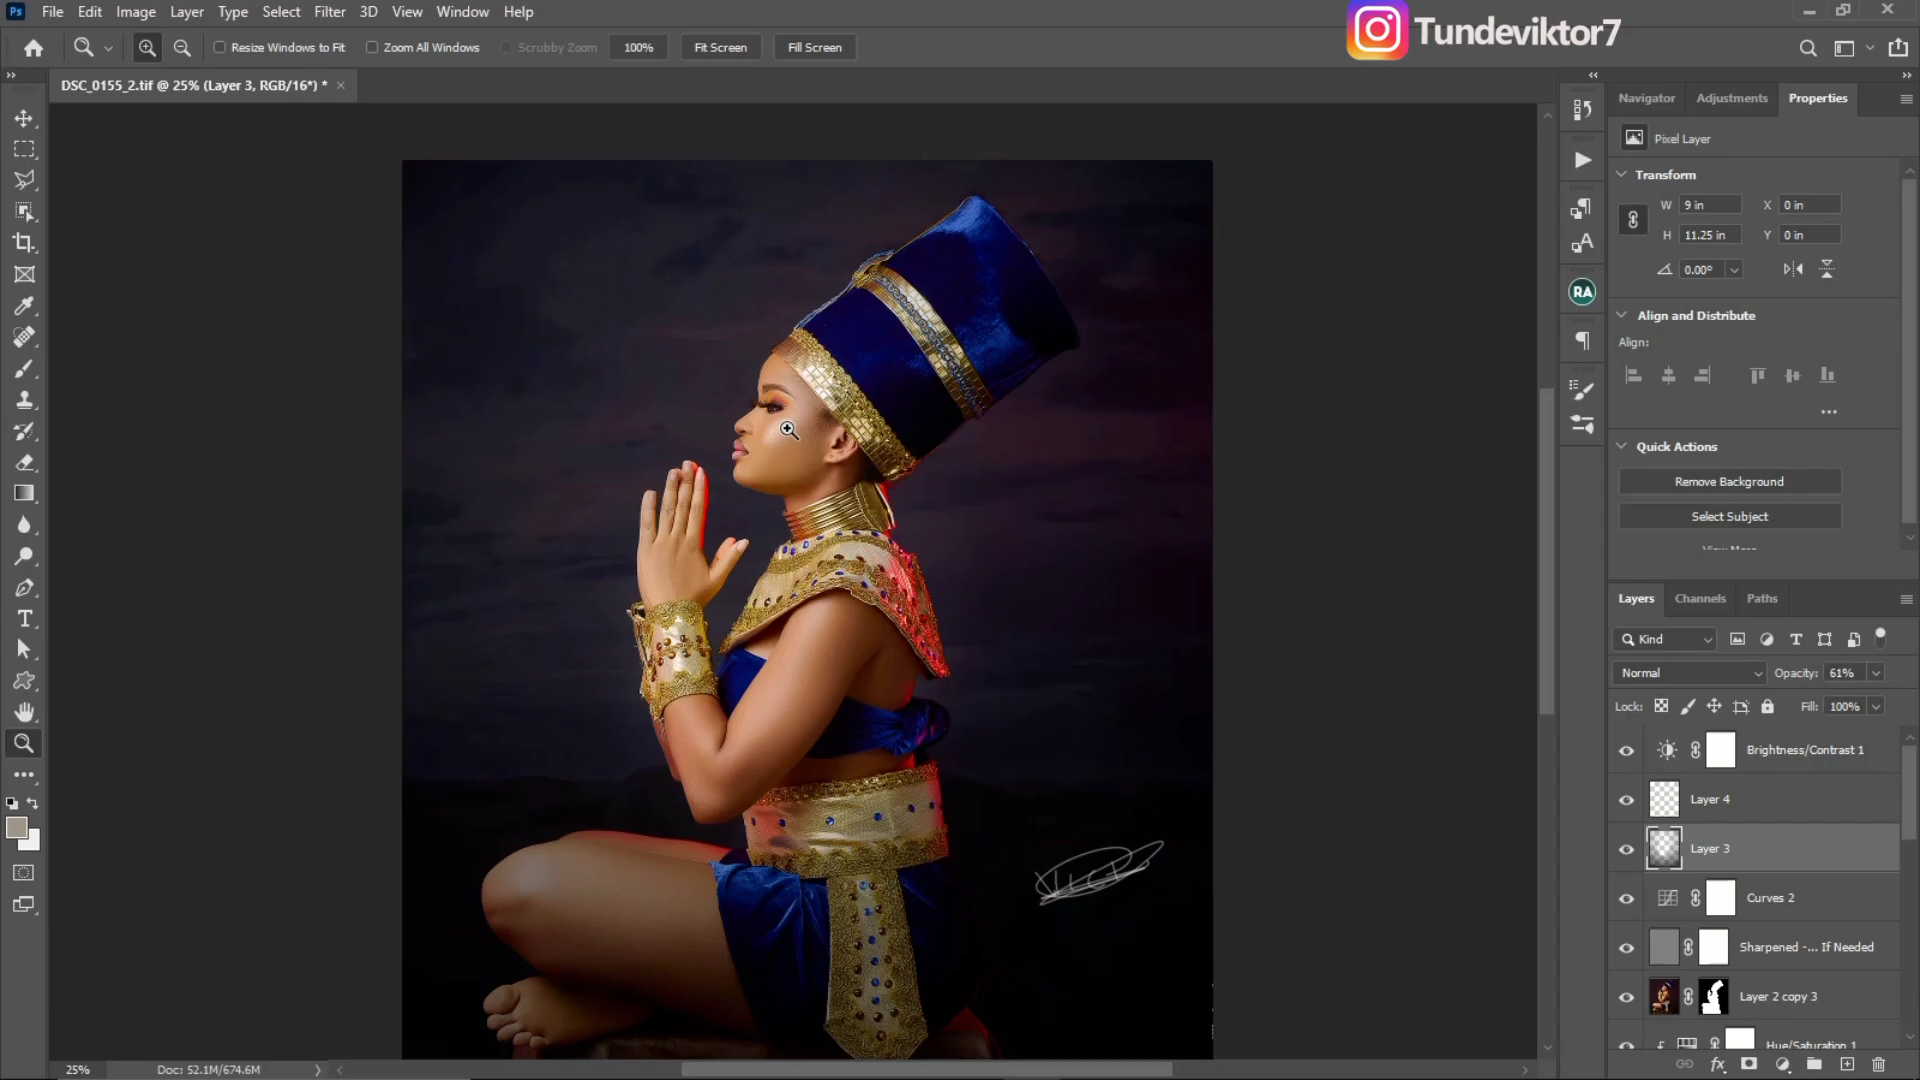 Ps File Edit Image Layer Type Select Filter 3D View Window Help
Tundeviktor7
Resize Windows to Fit Zoom All Windows Scrubby Zoom 100% Fit Screen Fill Screen
DSC_0155_2.tif @ 25% (Layer 3, RGB/16*) * ×
Navigator Adjustments Properties
Pixel Layer
Transform
W 9 in X 0 in
H 11.25 in Y 0 in
0.00°
RA
Align and Distribute
Align:
Quick Actions
Remove Background
Select Subject
View More
Layers Channels Paths
Kind
Normal Opacity: 61%
Lock: Fill: 100%
Brightness/Contrast 1
Layer 4
Layer 3
Curves 2
Sharpened -... If Needed
Layer 2 copy 3
Hue/Saturation 1
25% Doc: 52.1M/674.6M